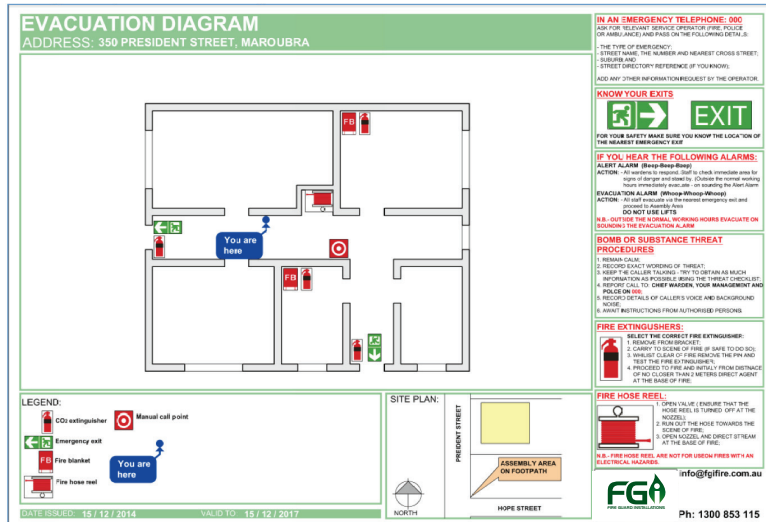 EVACUATION DIAGRAM
ADDRESS: 350 PRESIDENT STREET, MAROUBRA
FB
You are
here
FB
LEGEND:
CO2 extinguisher
Manual call point
Emergency exit
FB
Fire blanket
You are
here
Fire hose reel
SITE PLAN:
PREIDENT STREET
ASSEMBLY AREA
ON FOOTPATH
HOPE STREET
NORTH
DATE ISSUED: 15 / 12 / 2014
VALID TO: 15 / 12 / 2017
IN AN EMERGENCY TELEPHONE: 000
ASK FOR RELEVANT SERVICE OPERATOR (FIRE, POLICE
OR AMBULANCE) AND PASS ON THE FOLLOWING DETAILS:
- THE TYPE OF EMERGENCY:
- STREET NAME, THE NUMBER AND NEAREST CROSS STREET;
- SUBURB AND
- STREET DIRECTORY REFERENCE (IF YOU KNOW);
ADD ANY OTHER INFORMATION REQUEST BY THE OPERATOR.
KNOW YOUR EXITS
EXIT
FOR YOUR SAFETY MAKE SURE YOU KNOW THE LOCATION OF
THE NEAREST EMERGENCY EXIT
IF YOU HEAR THE FOLLOWING ALARMS:
ALERT ALARM (Beep-Beep-Beep)
ACTION: - All wardens to respond. Staff to check immediate area for
signs of danger and stand by. (Outside the normal working
hours immediately evacuate - on sounding the Alert Alarm
EVACUATION ALARM (Whoop-Whoop-Whoop)
ACTION: - All staff evacuate via the nearest emergency exit and
proceed to Asembly Area
DO NOT USE LIFTS
N.B.- OUTSIDE THE NORMAL WORKING HOURS EVACUATE ON
SOUNDING THE EVACUATION ALARM
BOMB OR SUBSTANCE THREAT
PROCEDURES
1. REMAIN CALM;
2. RECORD EXACT WORDING OF THREAT;
3. KEEP THE CALLER TALKING - TRY TO OBTAIN AS MUCH
INFORMATION AS POSSIBLE USING THE THREAT CHECKLIST.
4. REPORT CALL TO: CHIEF WARDEN, YOUR MANAGEMENT AND
POLCE ON 000;
5. RECORD DETAILS OF CALLER'S VOICE AND BACKGROUND
NOISE;
6. AWAIT INSTRUCTIONS FROM AUTHORISED PERSONS.
FIRE EXTINGUSHERS:
SELECT THE CORRECT FIRE EXTINGUISHER:
1. REMOVE FROM BRACKET;
2. CARRY TO SCENE OF FIRE (IF SAFE TO DO SO);
3. WHILST CLEAR OF FIRE REMOVE THE PIN AND
TEST THE FIRE EXTINGUISHER;
4. PROCEED TO FIRE AND INITIALY FROM DISTNACE
OF NO CLOSER THAN 2 METERS DIRECT AGENT
AT THE BASE OF FIRE;
FIRE HOSE REEL:
1. OPEN VALVE ( ENSURE THAT THE
HOSE REEL IS TURNED OFF AT THE
NOZZEL);
2. RUN OUT THE HOSE TOWARDS THE
SCENE OF FIRE;
3. OPEN NOZZEL AND DIRECT STREAM
AT THE BASE OF FIRE;
N.B.- FIRE HOSE REEL ARE NOT FOR USEON FIRES WITH AN
ELECTRICAL HAZARDS.
info@fgifire.com.au
FGI
FIRE GUARD INSTALLATIONS
Ph: 1300 853 115